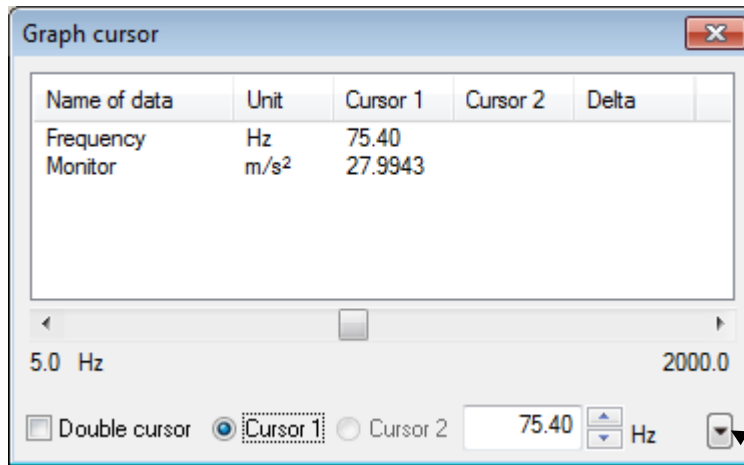 Graph cursor
Name of data Unit Cursor 1 Cursor 2 Delta
Frequency Hz 75.40
Monitor m/s² 27.9943
5.0 Hz 2000.0
Double cursor Cursor 1 Cursor 2 75.40 Hz